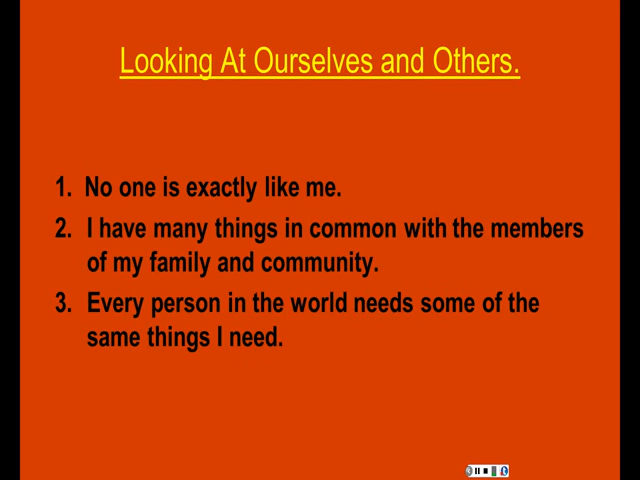 Looking At Ourselves and Others.
1. No one is exactly like me.
2. I have many things in common with the members
of my family and community.
3. Every person in the world needs some of the
same things I need.